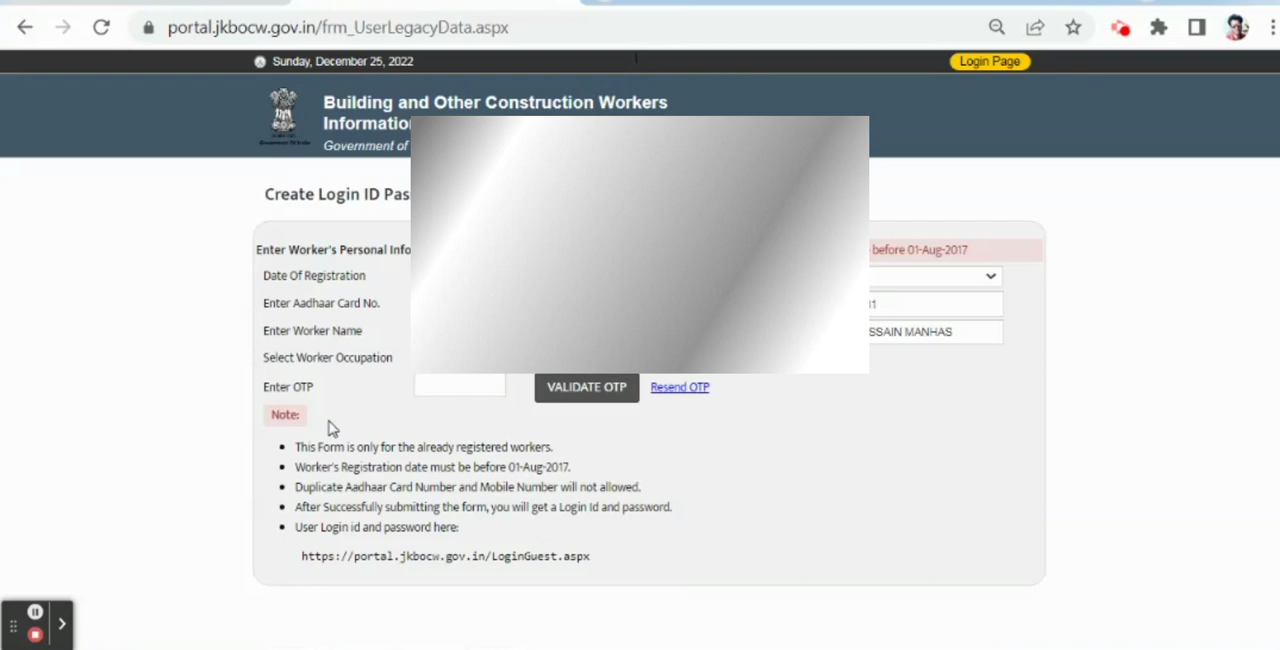 portal.jkbocw.gov.in/frm_UserLegacyData.aspx
Sunday, December 25, 2022
Login Page
Building and Other Construction Workers
Government of
Create Login ID
Enter Worker's Personal
before 01-Aug-2017
Date Of Registration
Enter Aadhaar Card No.
Enter Worker Name
MANHAS
Select Worker Occupation
Enter OTP
VALIDATE OTP
Resend OTP
Note:
• This Form is only for the already registered workers.
• Worker's Registration date must be before 01-Aug-2017.
• Duplicate Aadhaar Card Number and Mobile Number will not allowed.
• After Successfully submitting the form, you will get a Login Id and password.
• User Login id and password here:
https://portal.jkbocw.gov.in/LoginGuest.aspx